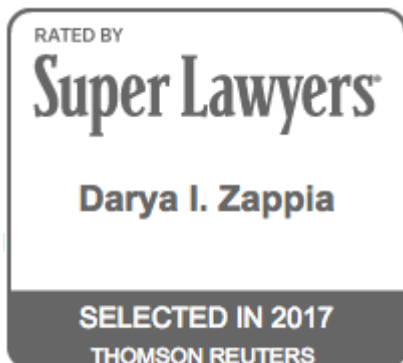 RATED BY
Super Lawyers®
Darya I. Zappia
SELECTED IN 2017
THOMSON REUTERS